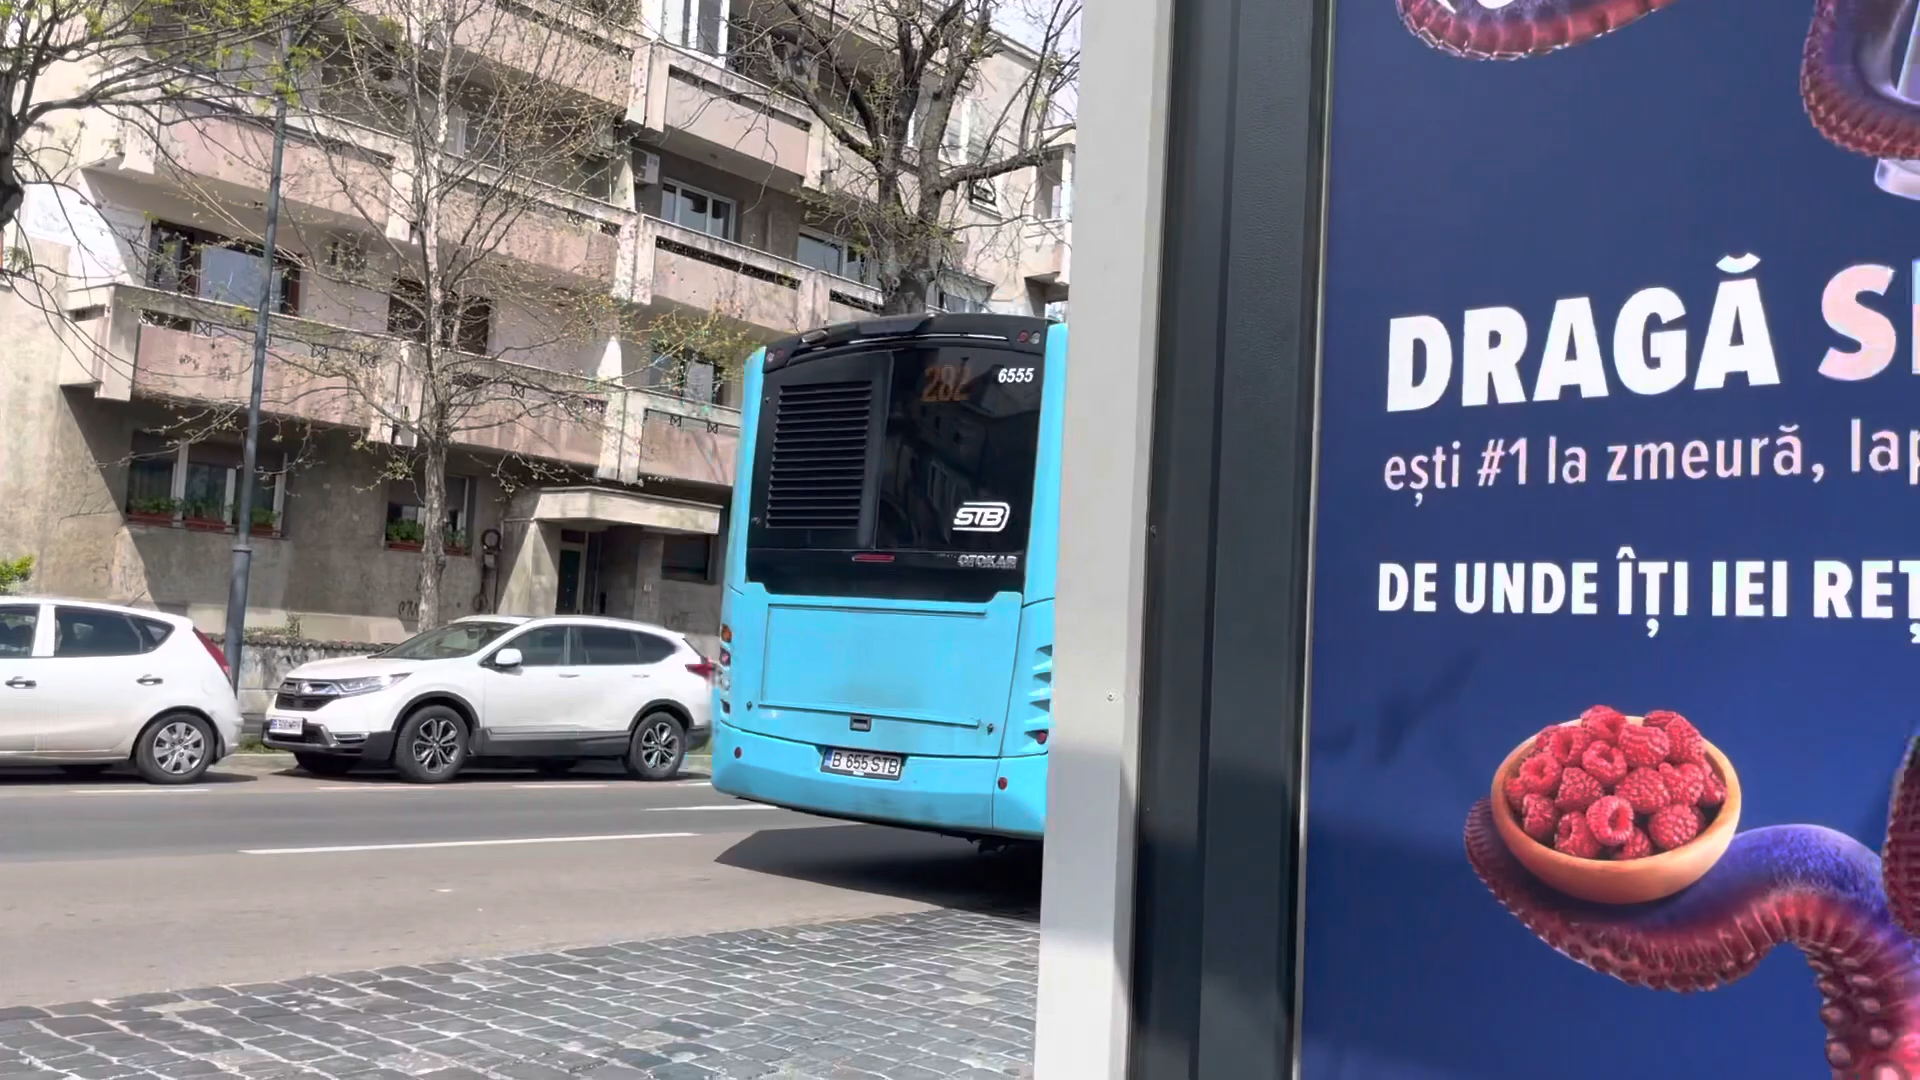 282
6555
STB
OTOKAR
B 655 STB
DRAGĂ
ești #1 la zmeură,
DE UNDE ÎȚI IEI